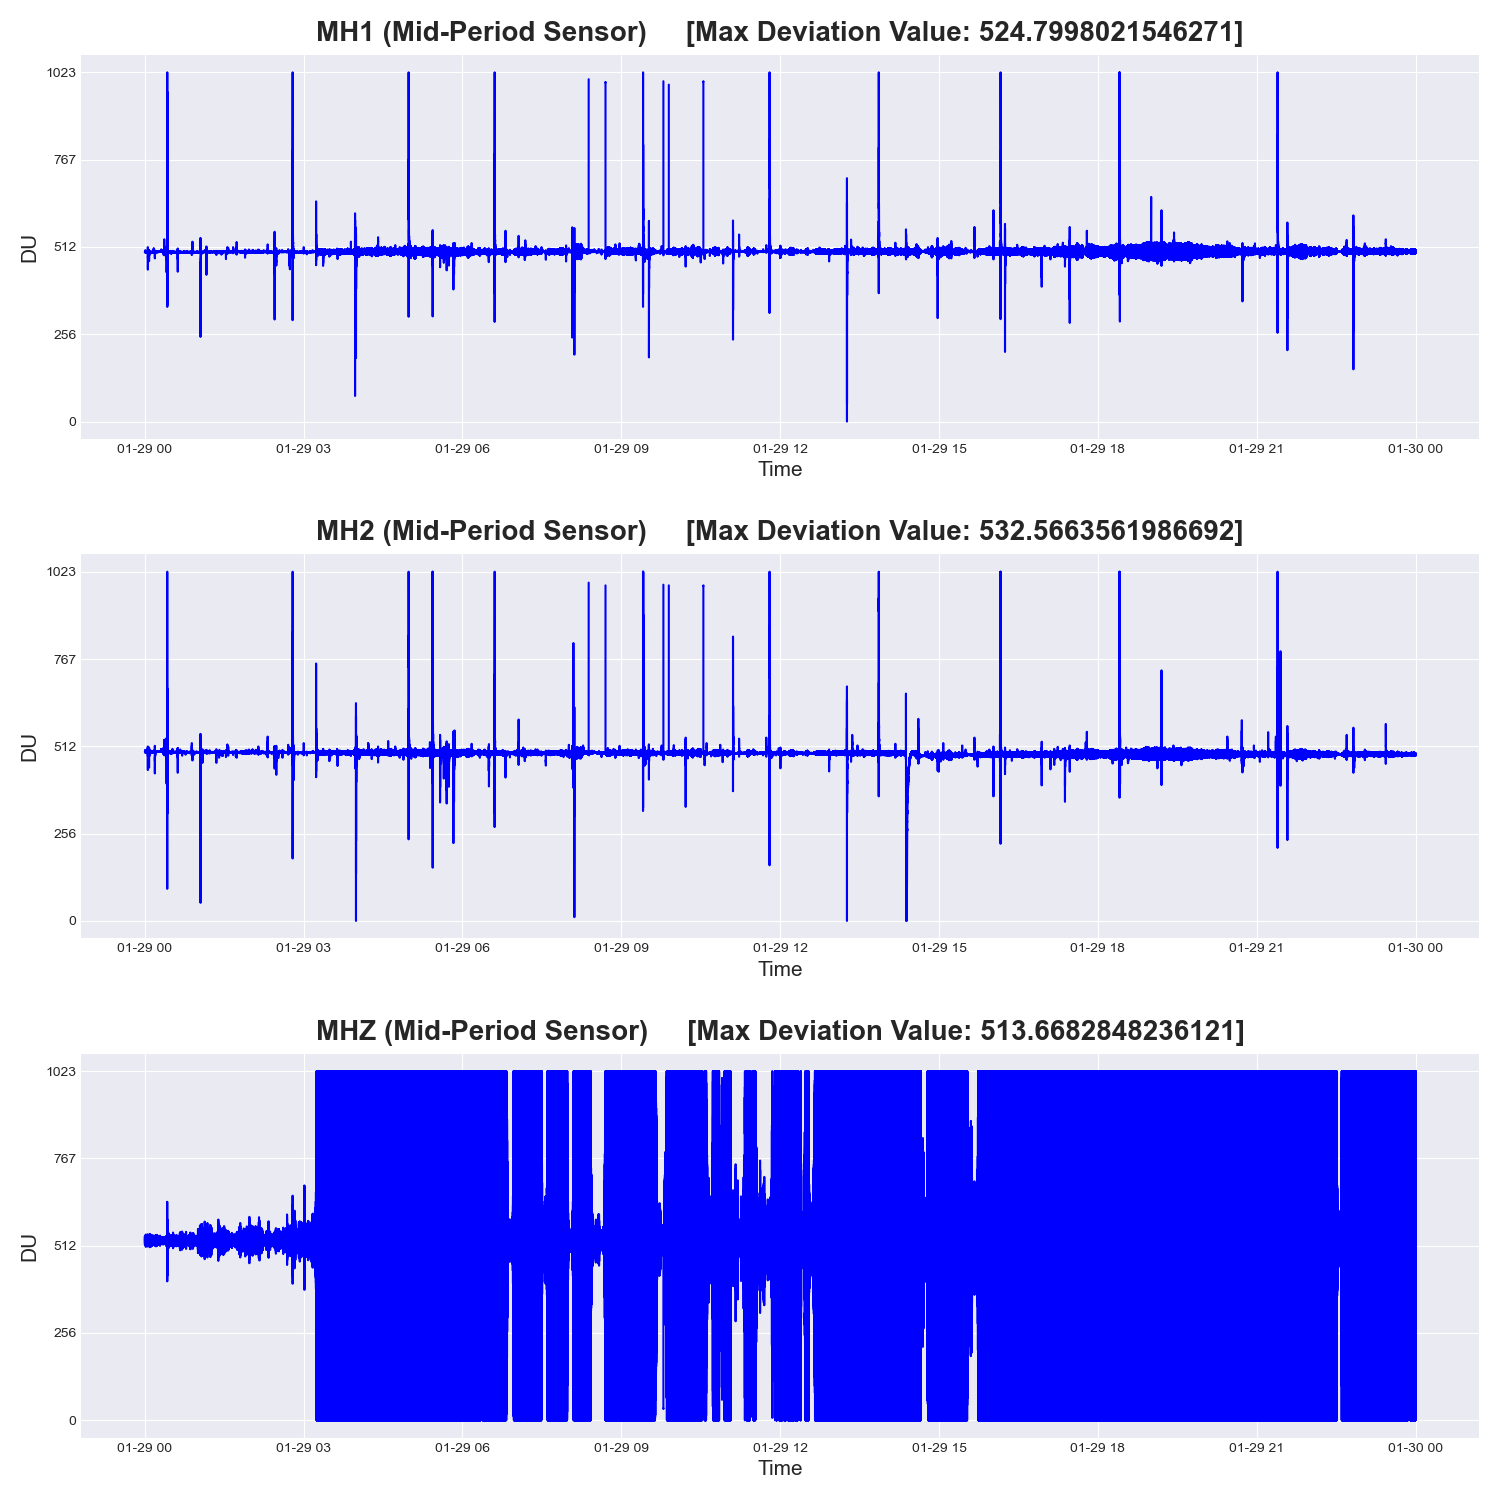 MH1 (Mid-Period Sensor) [Max Deviation Value: 524.7998021546271]
1023
767
512
256
0
DU
01-29 00 01-29 03 01-29 06 01-29 09 01-29 12 01-29 15 01-29 18 01-29 21 01-30 00
Time
MH2 (Mid-Period Sensor) [Max Deviation Value: 532.5663561986692]
1023
767
512
256
0
DU
01-29 00 01-29 03 01-29 06 01-29 09 01-29 12 01-29 15 01-29 18 01-29 21 01-30 00
Time
MHZ (Mid-Period Sensor) [Max Deviation Value: 513.6682848236121]
1023
767
512
256
0
DU
01-29 00 01-29 03 01-29 06 01-29 09 01-29 12 01-29 15 01-29 18 01-29 21 01-30 00
Time